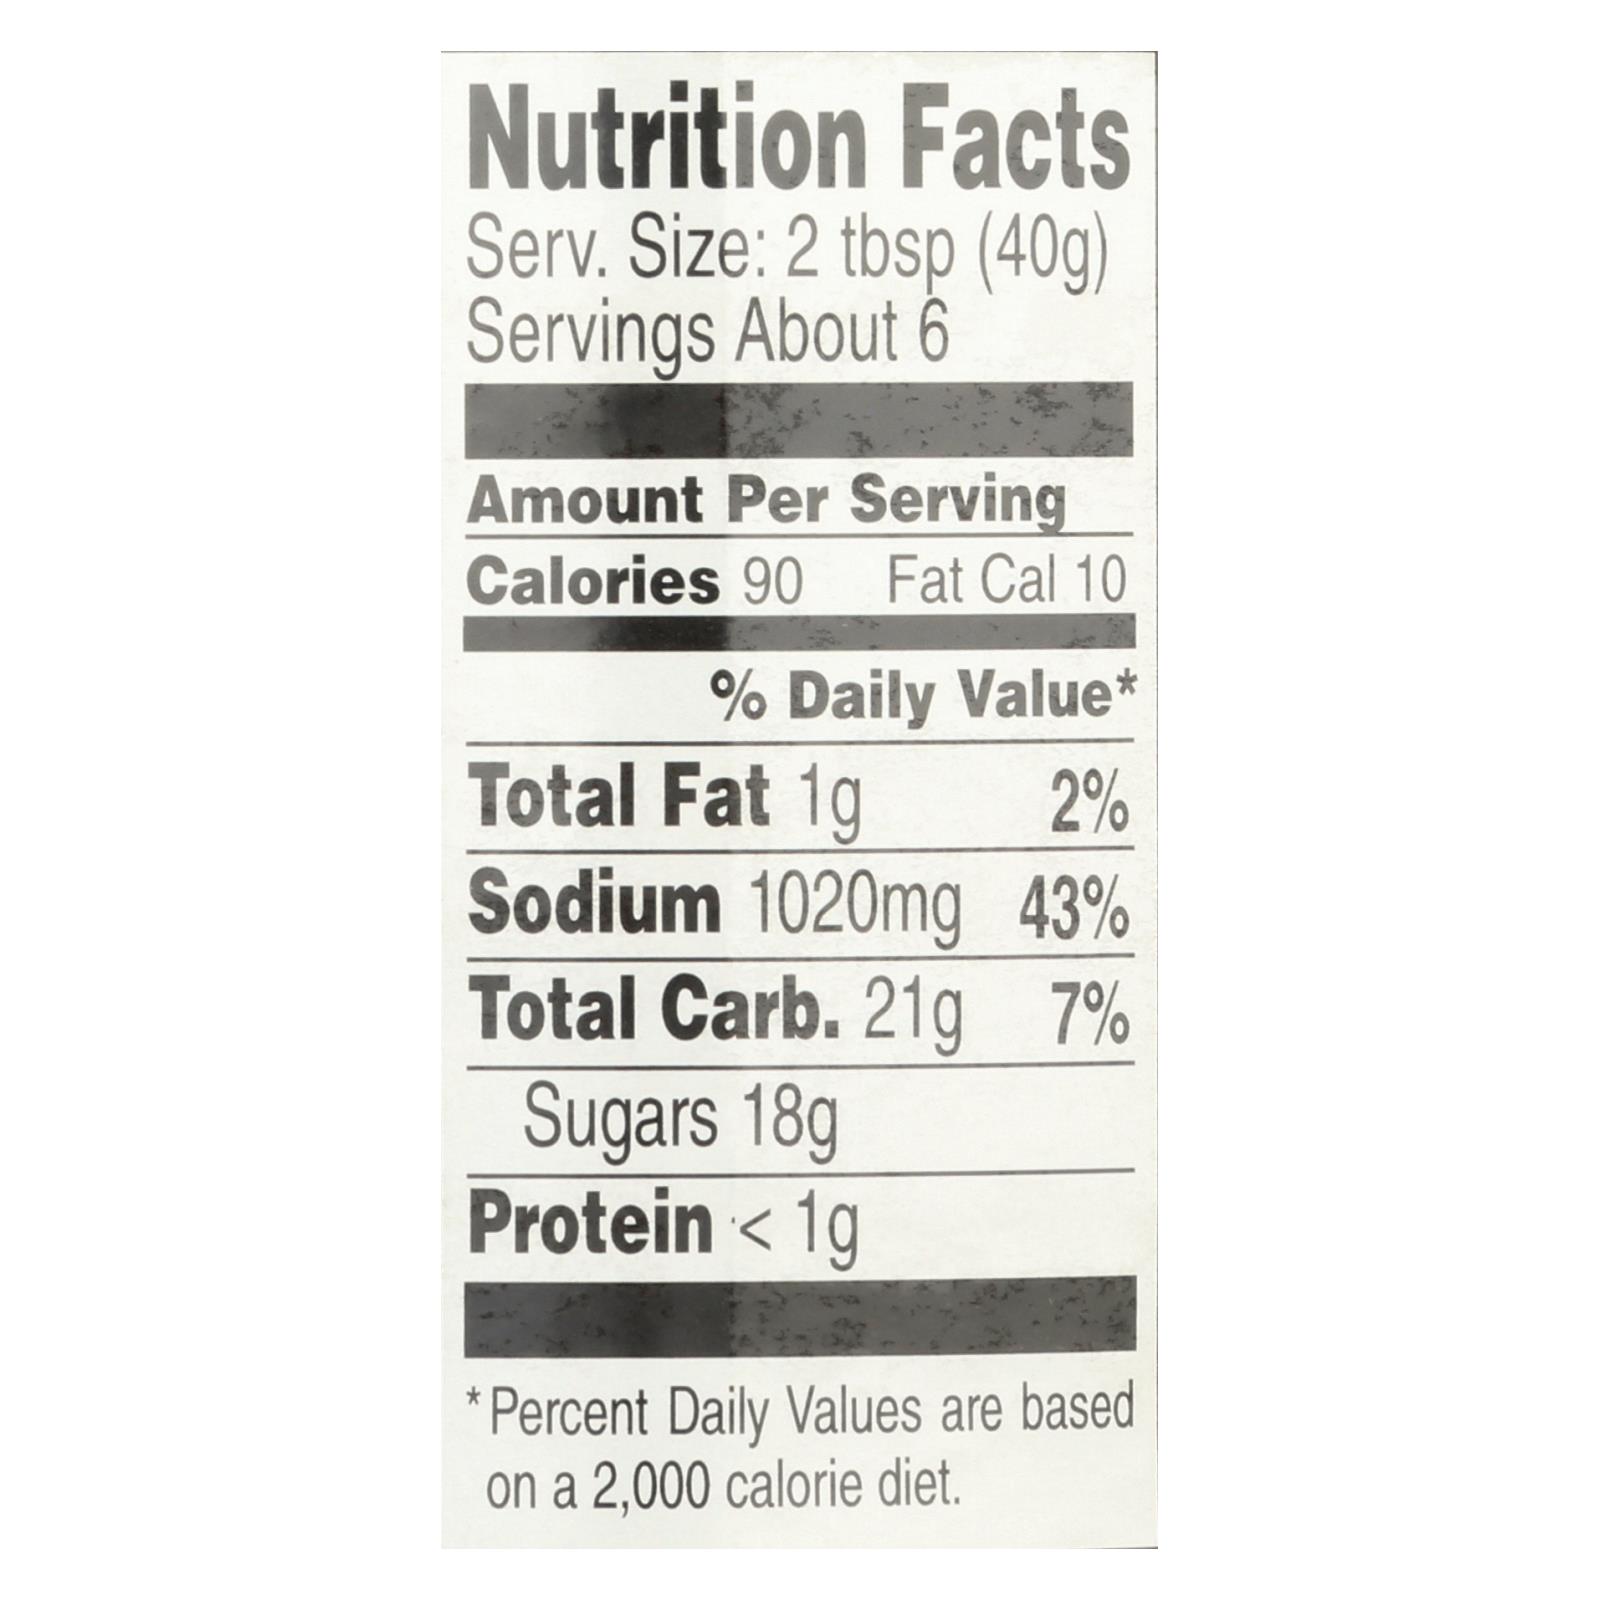 Nutrition Facts
Serv. Size: 2 tbsp (40g)
Servings About 6
Amount Per Serving
Calories 90 Fat Cal 10
% Daily Value*
Total Fat 1g 2%
Sodium 1020mg 43%
Total Carb. 21g 7%
Sugars 18g
Protein < 1g
* Percent Daily Values are based
on a 2,000 calorie diet.